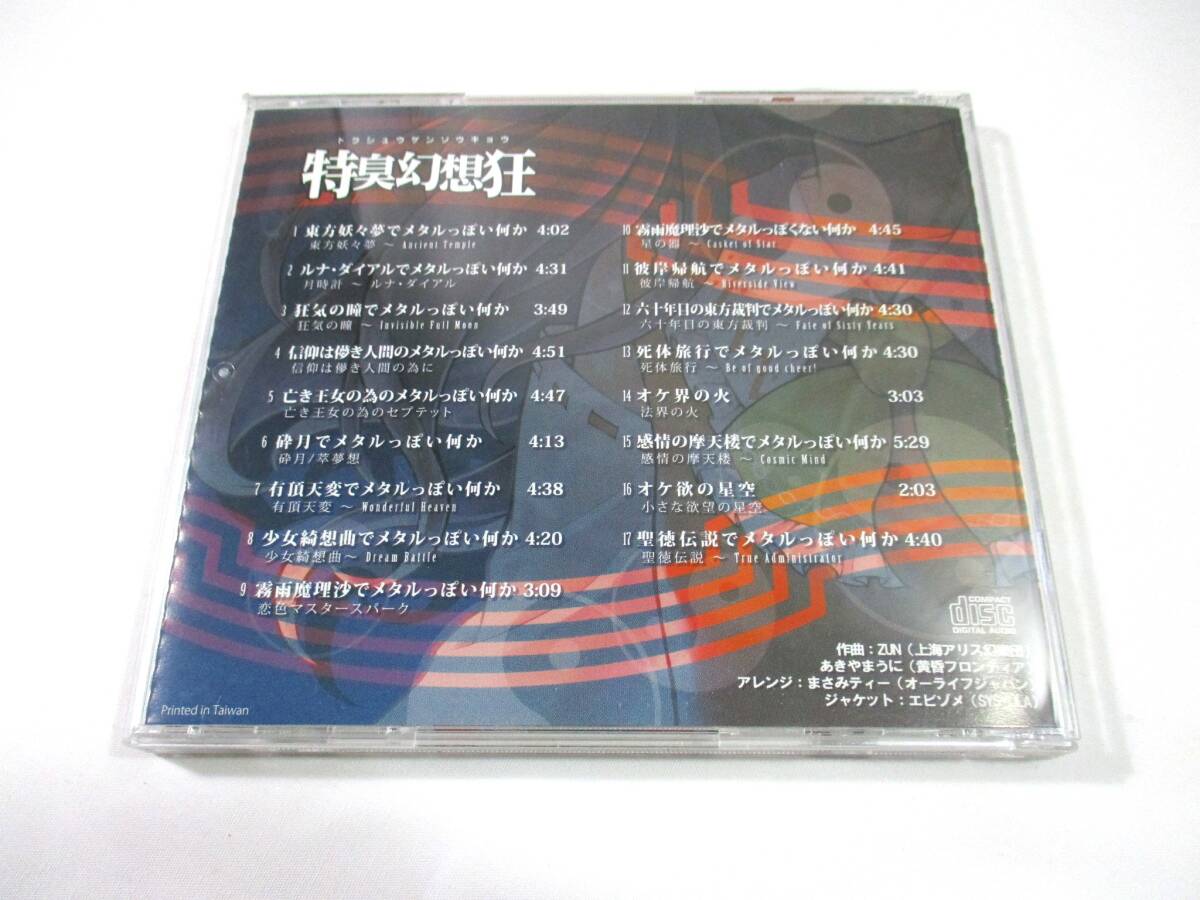 トクシュウゲンソウキョウ
特臭幻想狂
1 東方妖々夢でメタルっぽい何か 4:02
東方妖々夢 ～ Ancient Temple
2 ルナ・ダイアルでメタルっぽい何か 4:31
月時計 ～ ルナ・ダイアル
3 狂気の瞳でメタルっぽい何か 3:49
狂気の瞳 ～ Invisible Full Moon
4 信仰は儚き人間のメタルっぽい何か 4:51
信仰は儚き人間の為に
5 亡き王女の為のメタルっぽい何か 4:47
亡き王女の為のセプテット
6 砕月でメタルっぽい何か 4:13
砕月/萃夢想
7 有頂天変でメタルっぽい何か 4:38
有頂天変～ Wonderful Heaven
8 少女綺想曲でメタルっぽい何か 4:20
少女綺想曲～ Dream Battle
9 霧雨魔理沙でメタルっぽい何か 3:09
恋色マスタースパーク
10 霧雨魔理沙でメタルっぽくない何か 4:45
星の器 ～ Casket of Star
11 彼岸帰航でメタルっぽい何か 4:41
彼岸帰航 ～ Riverside View
12 六十年目の東方裁判でメタルっぽい何か 4:30
六十年目の東方裁判 ～ Fate of Sixty Years
13 死体旅行でメタルっぽい何か 4:30
死体旅行 ～ Be of good cheer!
14 オケ界の火 3:03
法界の火
15 感情の摩天楼でメタルっぽい何か 5:29
感情の摩天楼 ～ Cosmic Mind
16 オケ欲の星空 2:03
小さな欲望の星空
17 聖徳伝説でメタルっぽい何か 4:40
聖徳伝説 ～ True Administrator
COMPACT
disc
DIGITAL AUDIO
作曲：ZUN（上海アリス幻樂団）
あきやまうに（黄昏フロンティア）
アレンジ：まさみティー（オーライフジャパン）
ジャケット：エビゾメ
Printed in Taiwan